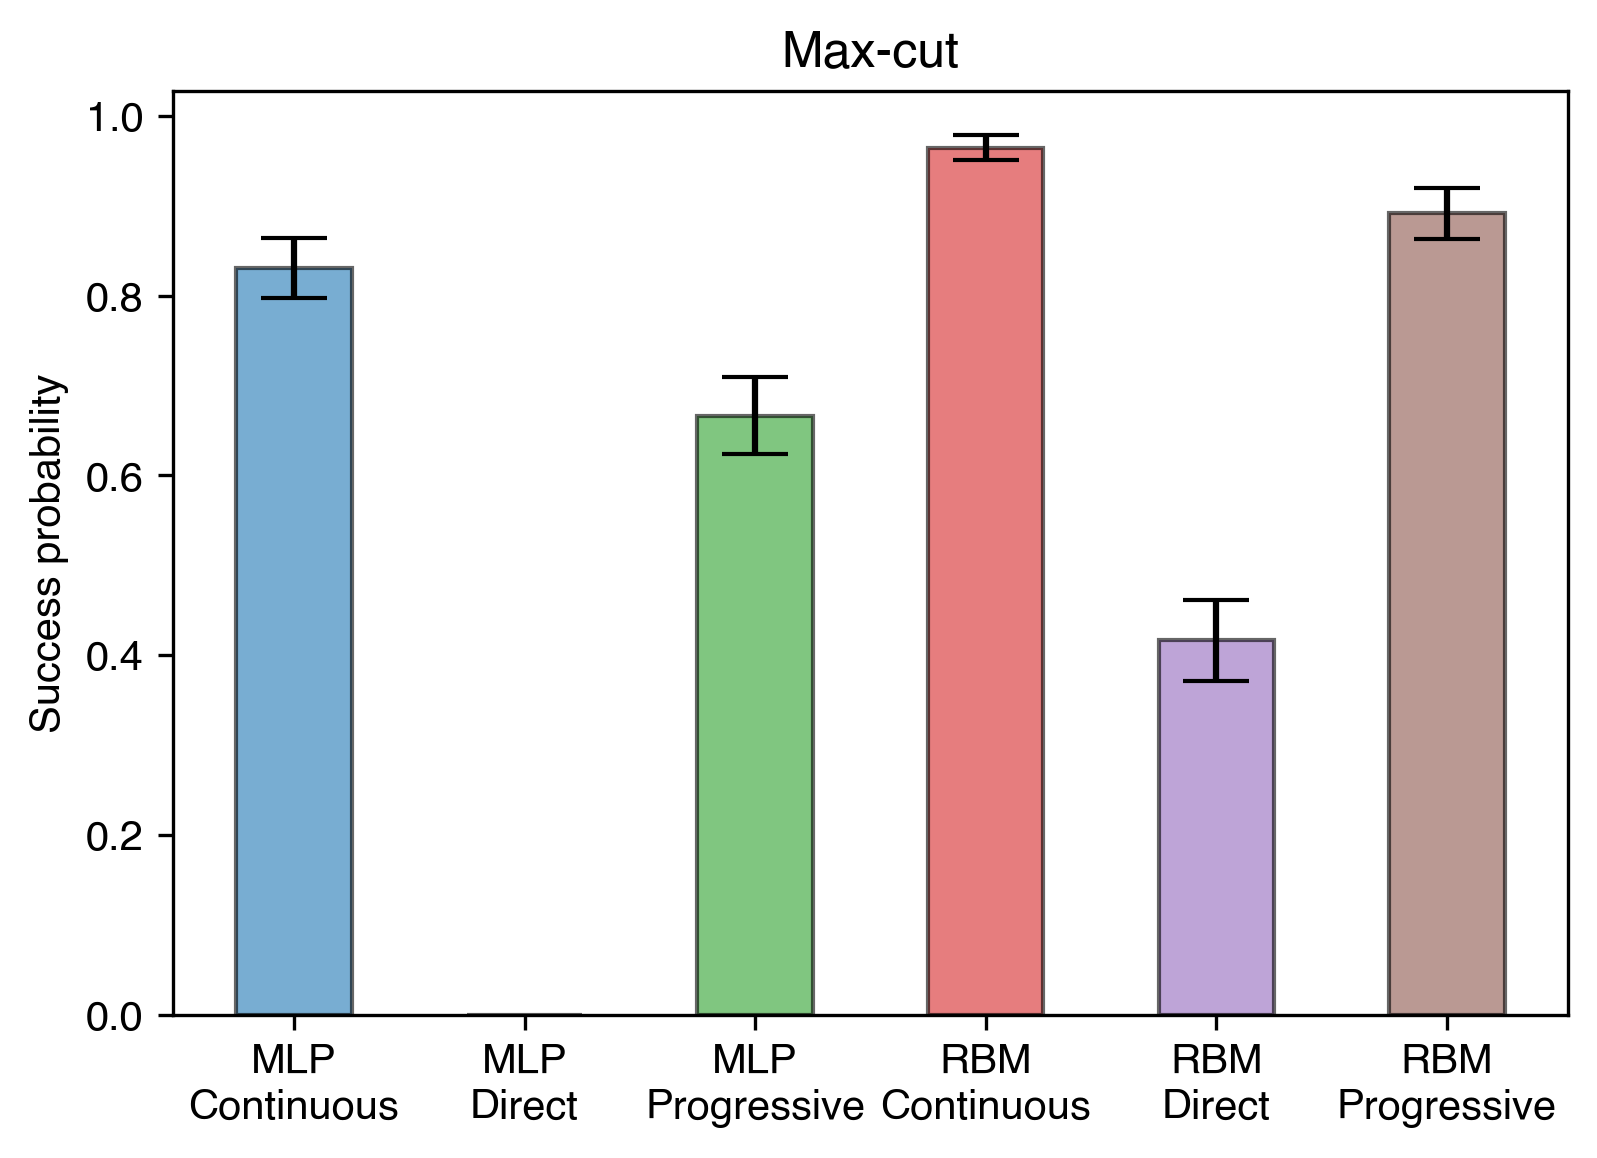 Max-cut
Success probability
1.0
0.8
0.6
0.4
0.2
0.0
MLP
Continuous
MLP
Direct
MLP
Progressive
RBM
Continuous
RBM
Direct
RBM
Progressive